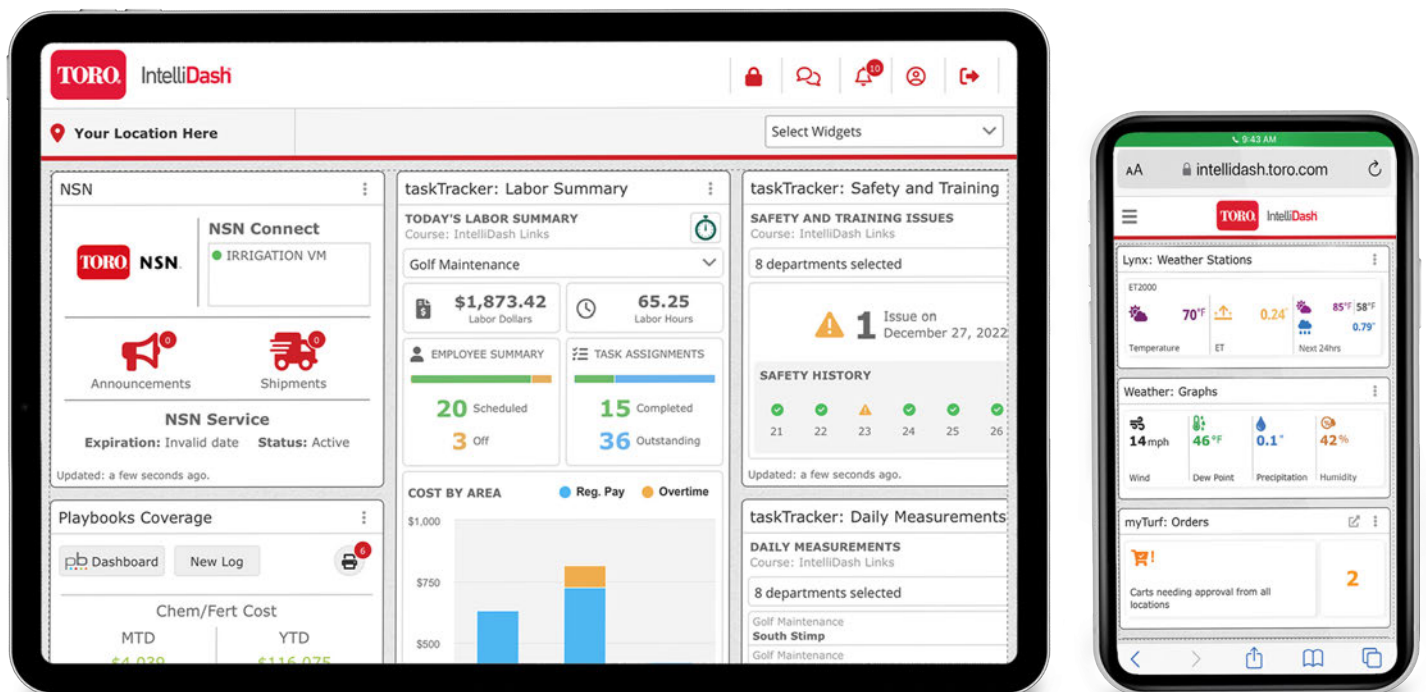 TORO. IntelliDash
10
Your Location Here
Select Widgets
NSN
NSN Connect
TORO NSN.
IRRIGATION VM
0
0
Announcements
Shipments
NSN Service
Expiration: Invalid date Status: Active
Updated: a few seconds ago.
Playbooks Coverage
pb Dashboard
New Log
6
Chem/Fert Cost
MTD YTD
$4,039 $116,075
taskTracker: Labor Summary
TODAY'S LABOR SUMMARY
Course: IntelliDash Links
Golf Maintenance
$1,873.42
Labor Dollars
65.25
Labor Hours
EMPLOYEE SUMMARY
20 Scheduled
3 Off
TASK ASSIGNMENTS
15 Completed
36 Outstanding
COST BY AREA
Reg. Pay Overtime
$1,000
$750
$500
taskTracker: Safety and Training
SAFETY AND TRAINING ISSUES
Course: IntelliDash Links
8 departments selected
1 Issue on
December 27, 2022
SAFETY HISTORY
21 22 23 24 25 26
Updated: a few seconds ago.
taskTracker: Daily Measurements
DAILY MEASUREMENTS
Course: IntelliDash Links
8 departments selected
Golf Maintenance
South Stimp
Golf Maintenance
9:43 AM
AA intellidash.toro.com
TORO. IntelliDash
Lynx: Weather Stations
ET2000
70°F 0.24" 85°F 58°F
0.79"
Temperature ET Next 24hrs
Weather: Graphs
14 mph 46°F 0.1" 42%
Wind Dew Point Precipitation Humidity
myTurf: Orders
!
2
Carts needing approval from all
locations